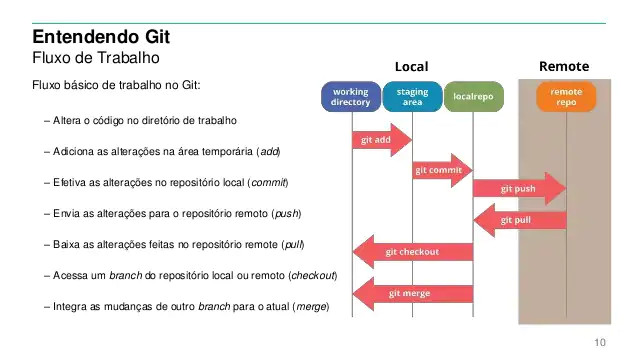 Entendendo Git
Fluxo de Trabalho
Fluxo básico de trabalho no Git:
– Altera o código no diretório de trabalho
– Adiciona as alterações na área temporária (add)
– Efetiva as alterações no repositório local (commit)
– Envia as alterações para o repositório remoto (push)
– Baixa as alterações feitas no repositório remote (pull)
– Acessa um branch do repositório local ou remoto (checkout)
– Integra as mudanças de outro branch para o atual (merge)
Local
Remote
working
directory
staging
area
localrepo
remote
repo
git add
git commit
git push
git pull
git checkout
git merge
10